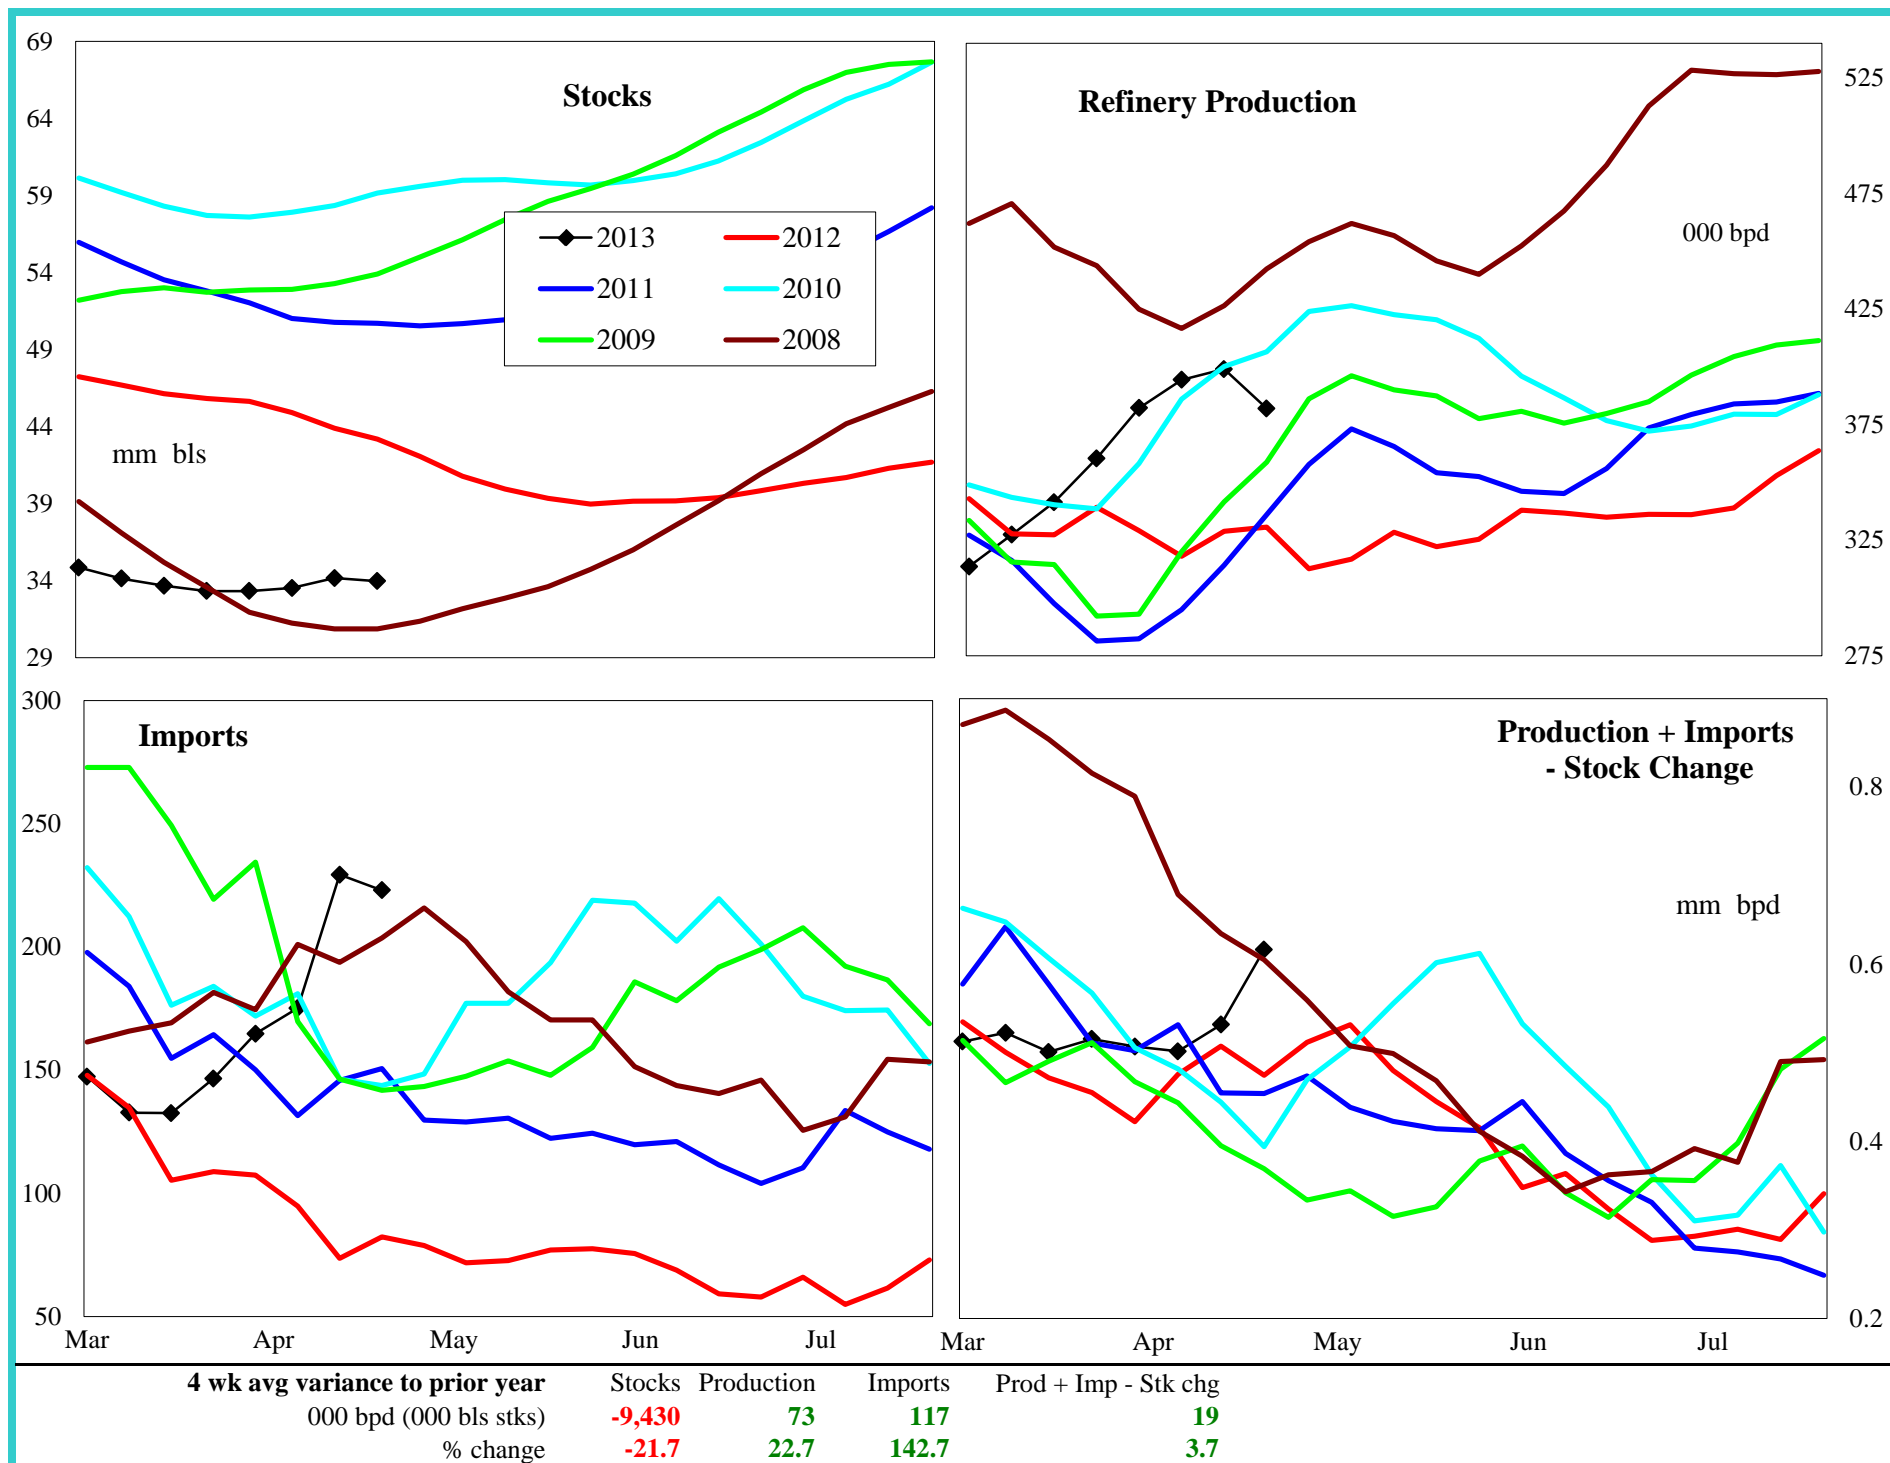 69
64
59
54
49
44
39
34
29
Stocks
mm bls
2013
2012
2011
2010
2009
2008
Refinery Production
000 bpd
525
475
425
375
325
275
300
250
200
150
100
50
Imports
Mar Apr May Jun Jul
Production + Imports
- Stock Change
mm bpd
0.8
0.6
0.4
0.2
Mar Apr May Jun Jul
4 wk avg variance to prior year Stocks Production Imports Prod + Imp - Stk chg
000 bpd (000 bls stks) -9,430 73 117 19
% change -21.7 22.7 142.7 3.7